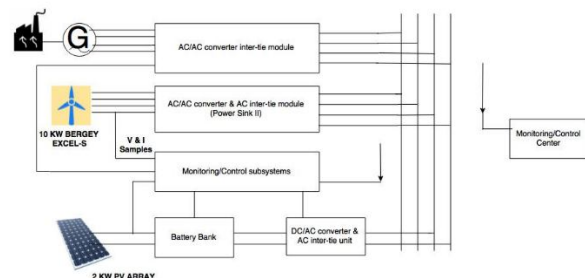 G
AC/AC converter inter-tie module
AC/AC converter & AC inter-tie module
(Power Sink II)
10 KW BERGEY
EXCEL-S
V & I
Samples
Monitoring/Control
Center
Monitoring/Control subsystems
Battery Bank
DC/AC converter &
AC inter-tie unit
2 KW PV ARRAY